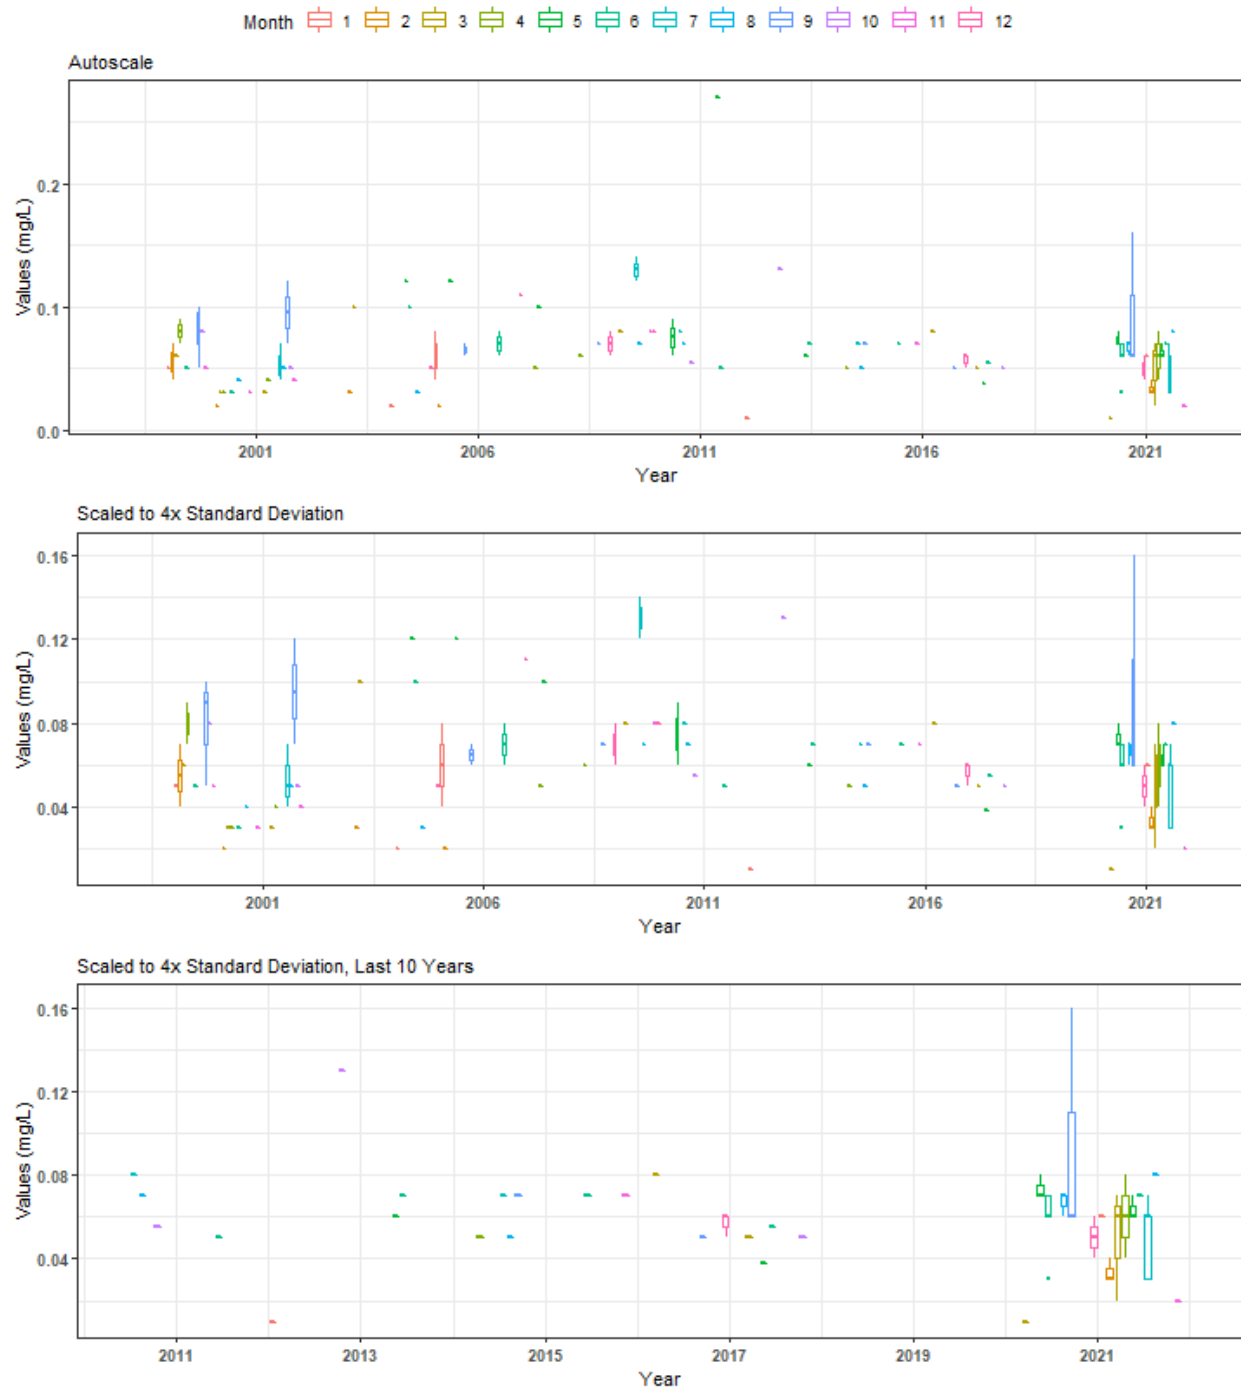 Month 1 2 3 4 5 6 7 8 9 10 11 12
Autoscale
Values (mg/L)
0.2
0.1
0.0
2001 2006 2011 2016 2021
Year
Scaled to 4x Standard Deviation
Values (mg/L)
0.16
0.12
0.08
0.04
2001 2006 2011 2016 2021
Year
Scaled to 4x Standard Deviation, Last 10 Years
Values (mg/L)
0.16
0.12
0.08
0.04
2011 2013 2015 2017 2019 2021
Year